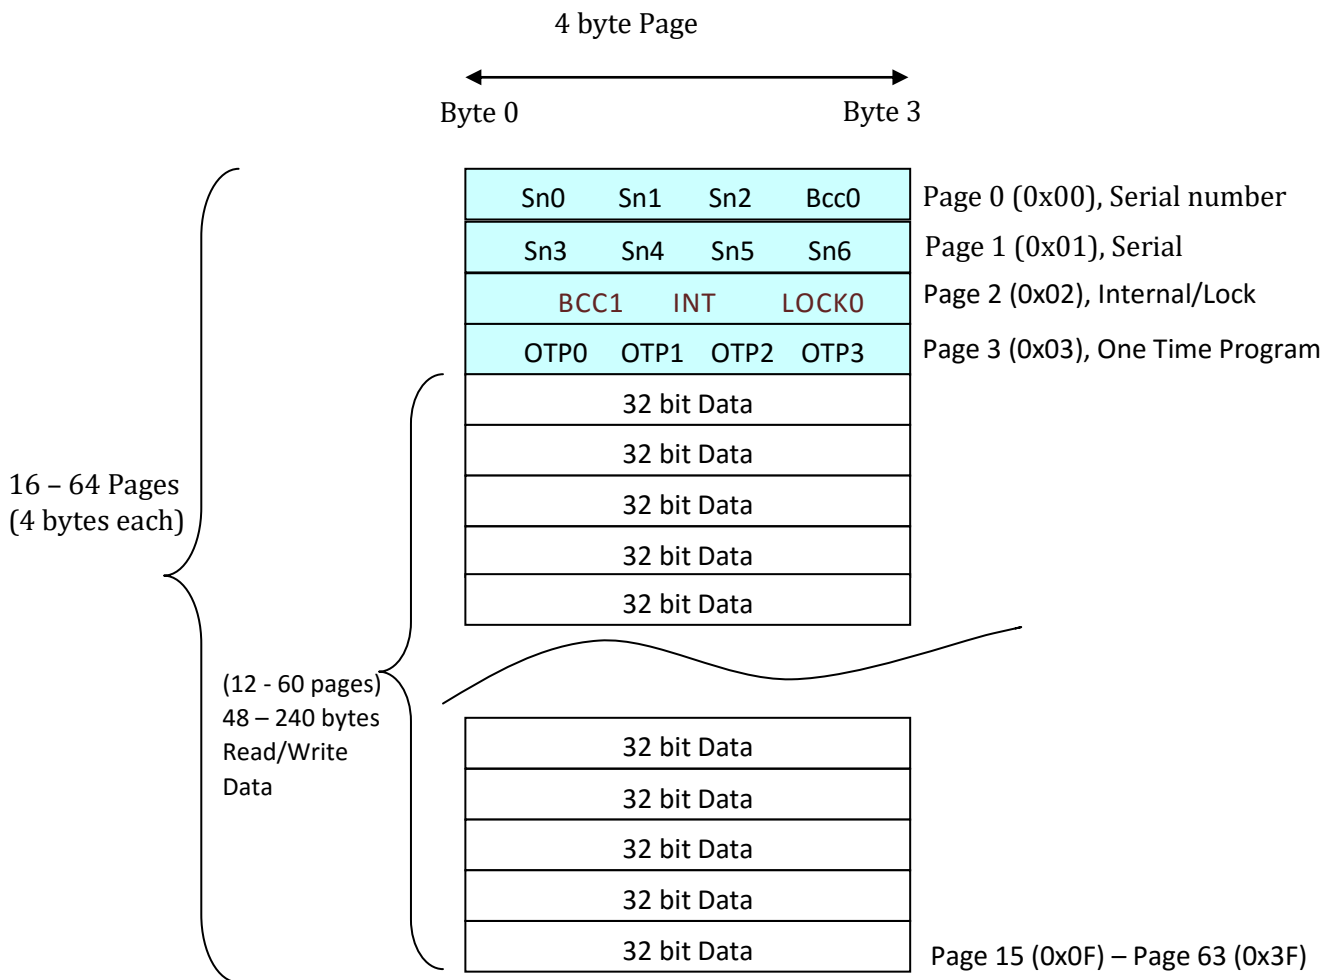 4 byte Page
Byte 0 Byte 3
Sn0 Sn1 Sn2 Bcc0 Page 0 (0x00), Serial number
Sn3 Sn4 Sn5 Sn6 Page 1 (0x01), Serial
BCC1 INT LOCK0 Page 2 (0x02), Internal/Lock
OTP0 OTP1 OTP2 OTP3 Page 3 (0x03), One Time Program
32 bit Data
32 bit Data
32 bit Data
32 bit Data
32 bit Data
16 – 64 Pages
(4 bytes each)
(12 - 60 pages)
48 – 240 bytes
Read/Write
Data
32 bit Data
32 bit Data
32 bit Data
32 bit Data
32 bit Data Page 15 (0x0F) – Page 63 (0x3F)